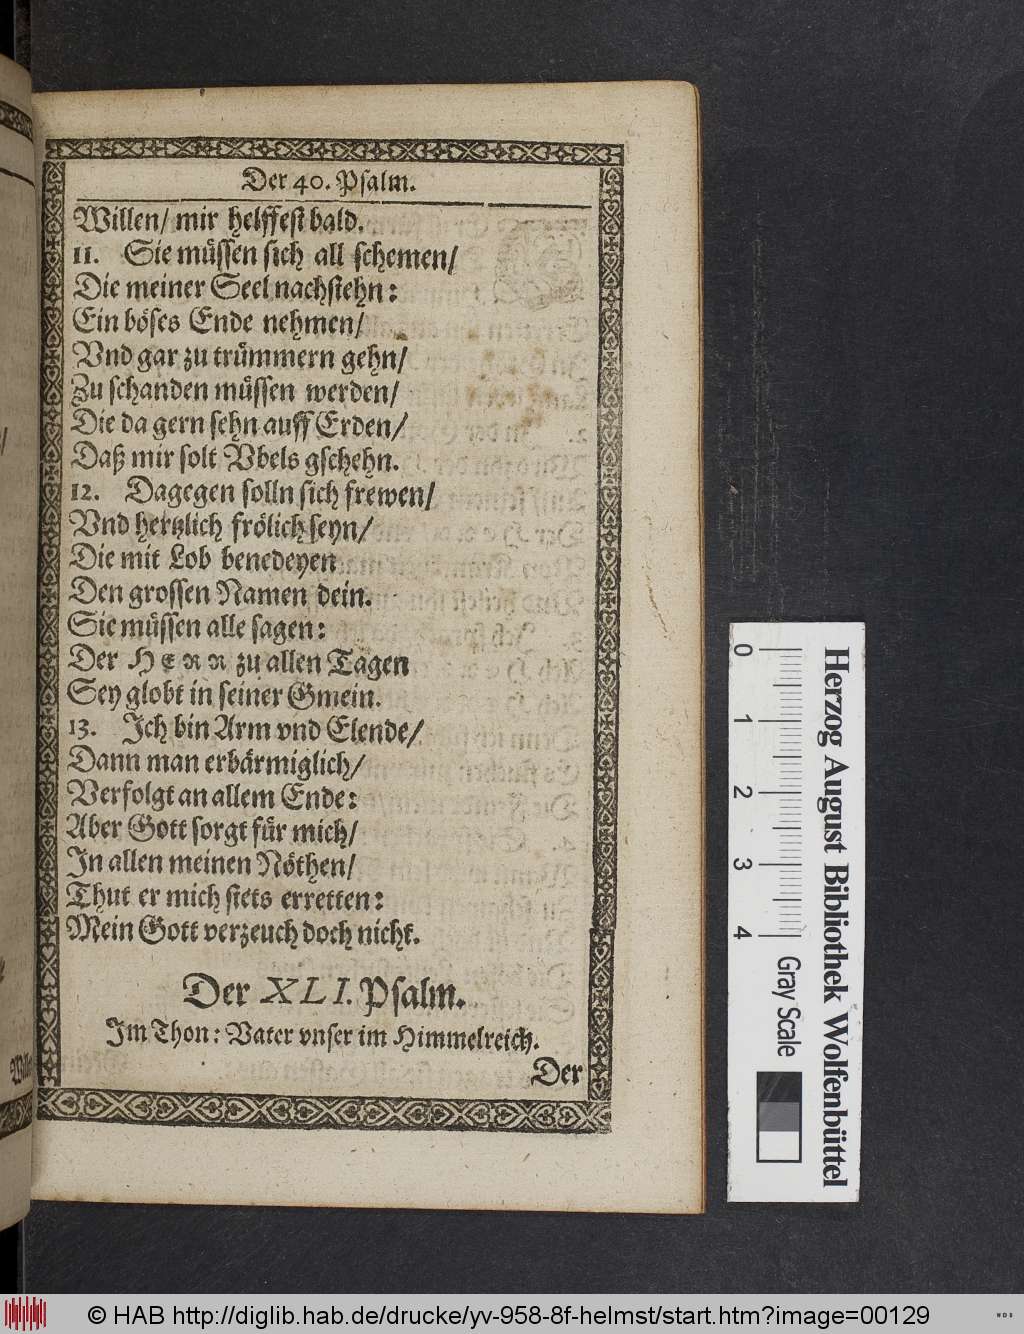 Der 40. Psalm.
Willen/ mir helffest bald.
11. Sie müssen sich all schemen/
Die meiner Seel nachstehn:
Ein böses Ende nehmen/
Vnd gar zu trümmern gehn/
Zu schanden müssen werden/
Die da gern sehn auff Erden/
Daß mir solt Vbels gschehn.
12. Dagegen solln sich frewen/
Vnd hertzlich frölich seyn/
Die mit Lob benedeyen
Den grossen Namen dein.
Sie müssen alle sagen:
Der HERR zu allen Tagen
Sey globt in seiner Gmein.
13. Ich bin Arm vnd Elende/
Dann man erbärmiglich/
Verfolgt an allem Ende:
Aber Gott sorgt für mich/
In allen meinen Nöthen/
Thut er mich stets erretten:
Mein Gott verzeuch doch nicht.
Der XLI. Psalm.
Im Thon: Vater vnser im Himmelreich.
Der
0 1 2 3 4
Gray Scale
Herzog August Bibliothek Wolfenbüttel
© HAB http://diglib.hab.de/drucke/yv-958-8f-helmst/start.htm?image=00129